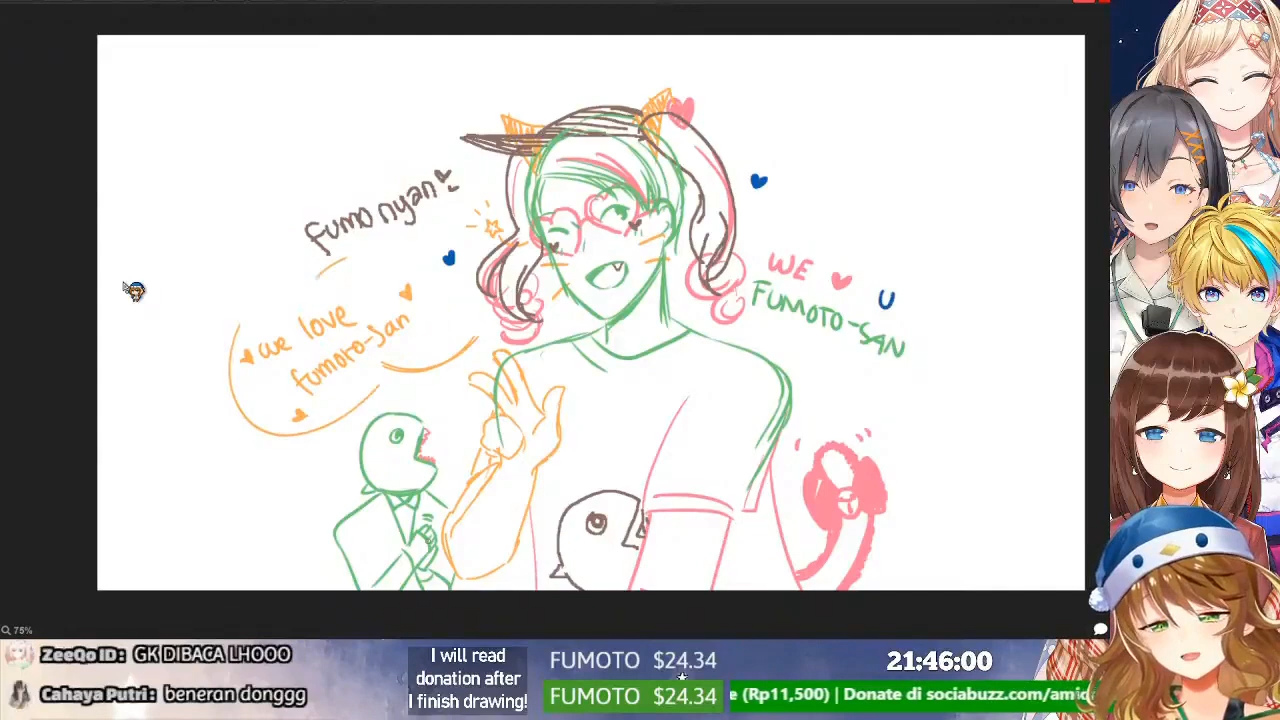 fumo nyan
we love
fumoto-san
WE
U
FUMOTO-SAN
75%
ZeeQo ID: GK DIBACA LHOOO
Cahaya Putri: beneran donggg
I will read
donation after
I finish drawing!
FUMOTO $24.34
FUMOTO $24.34
21:46:00
e (Rp11,500) | Donate di sociabuzz.com/amic